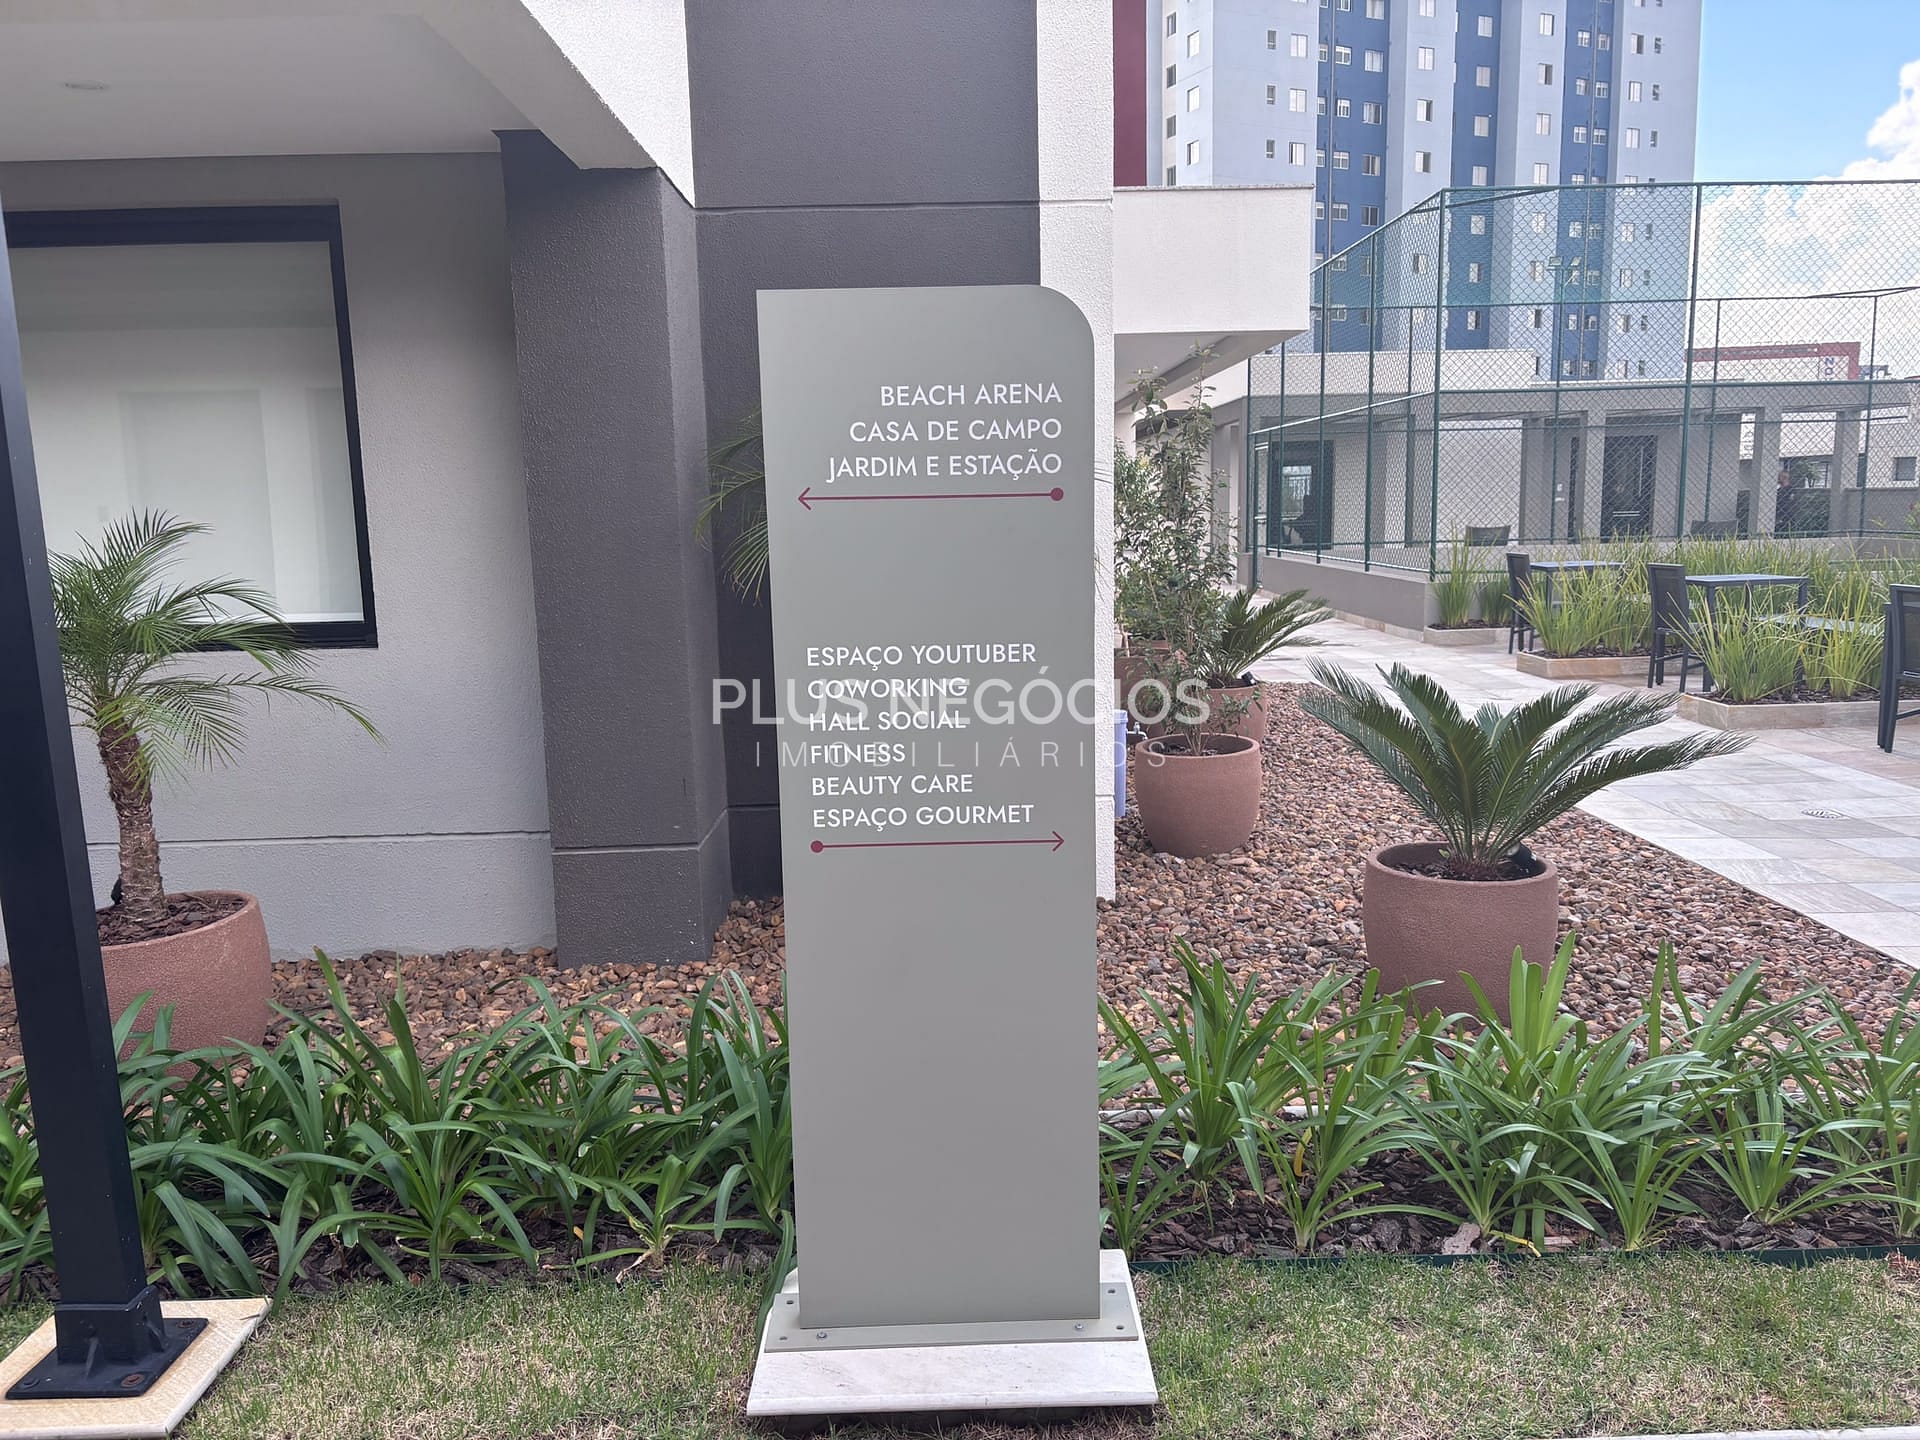 BEACH ARENA
CASA DE CAMPO
JARDIM E ESTAÇÃO
ESPAÇO YOUTUBER
COWORKING
HALL SOCIAL
FITNESS
BEAUTY CARE
ESPAÇO GOURMET
PLUS NEGÓCIOS
IMOBILIÁRIOS